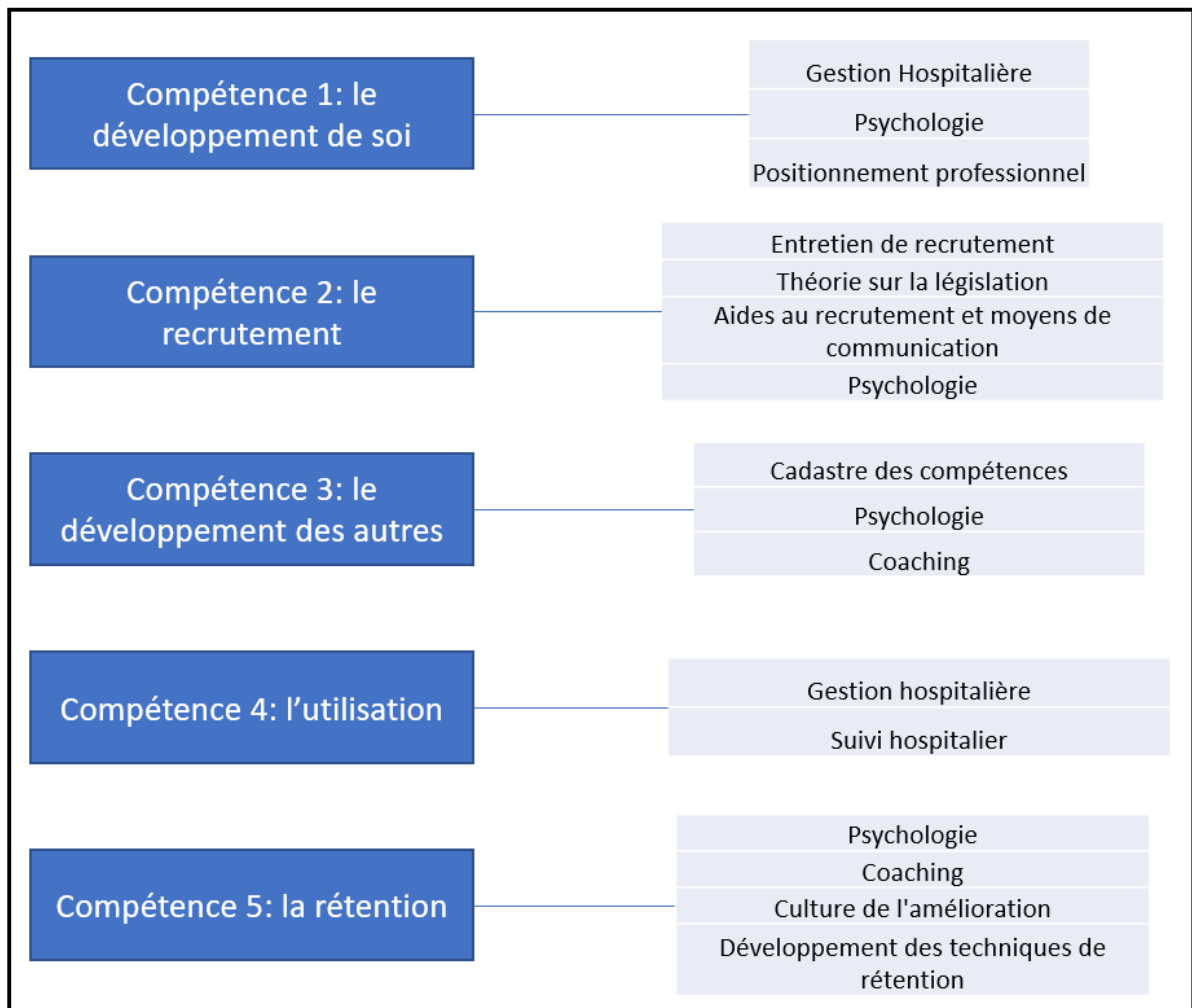 Compétence 1: le
développement de soi
Gestion Hospitalière
Psychologie
Positionnement professionnel
Compétence 2: le
recrutement
Entretien de recrutement
Théorie sur la législation
Aides au recrutement et moyens de
communication
Psychologie
Compétence 3: le
développement des autres
Cadastre des compétences
Psychologie
Coaching
Compétence 4: l’utilisation
Gestion hospitalière
Suivi hospitalier
Compétence 5: la rétention
Psychologie
Coaching
Culture de l'amélioration
Développement des techniques de
rétention